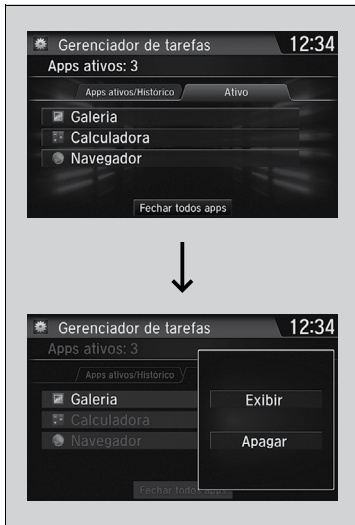 Gerenciador de tarefas 12:34
Apps ativos: 3
Apps ativos/Histórico Ativo
Galeria
Calculadora
Navegador
Fechar todos apps
Gerenciador de tarefas 12:34
Apps ativos: 3
Apps ativos/Histórico
Galeria Exibir
Calculadora
Navegador Apagar
Fechar todos apps